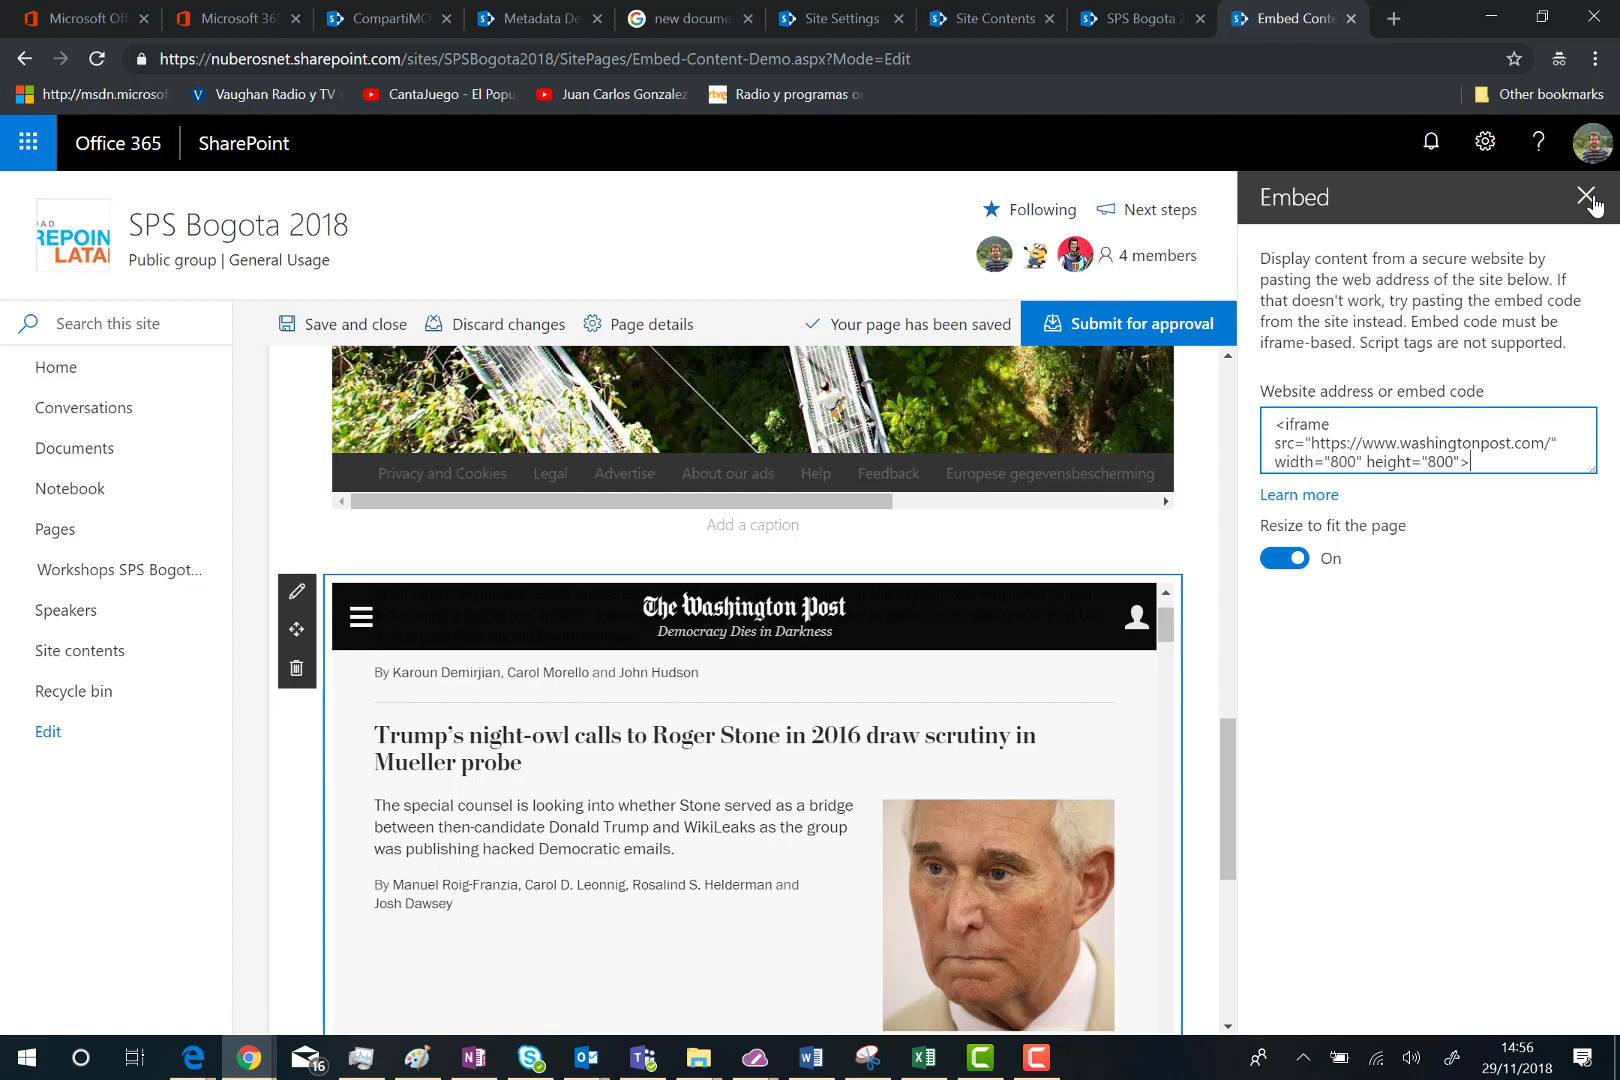 Microsoft Of
Microsoft 36
CompartiMO
Metadata De
new docume
Site Settings
Site Contents
SPS Bogota 2
Embed Conte
https://nuberosnet.sharepoint.com/sites/SPSBogota2018/SitePages/Embed-Content-Demo.aspx?Mode=Edit
http://msdn.microsof
Vaughan Radio y TV
CantaJuego - El Popu
Juan Carlos Gonzalez
Radio y programas o
Other bookmarks
Office 365
SharePoint
SPS Bogota 2018
Public group | General Usage
Following
Next steps
4 members
Search this site
Save and close
Discard changes
Page details
Your page has been saved
Submit for approval
Home
Conversations
Documents
Notebook
Pages
Workshops SPS Bogot...
Speakers
Site contents
Recycle bin
Edit
Privacy and Cookies
Legal
Advertise
About our ads
Help
Feedback
Europese gegevensbescherming
Add a caption
The Washington Post
Democracy Dies in Darkness
By Karoun Demirjian, Carol Morello and John Hudson
Trump's night-owl calls to Roger Stone in 2016 draw scrutiny in
Mueller probe
The special counsel is looking into whether Stone served as a bridge
between then-candidate Donald Trump and WikiLeaks as the group
was publishing hacked Democratic emails.
By Manuel Roig-Franzia, Carol D. Leonnig, Rosalind S. Helderman and
Josh Dawsey
Embed
Display content from a secure website by
pasting the web address of the site below. If
that doesn't work, try pasting the embed code
from the site instead. Embed code must be
iframe-based. Script tags are not supported.
Website address or embed code
<iframe
src="https://www.washingtonpost.com/"
width="800" height="800">
Learn more
Resize to fit the page
On
16
14:56
29/11/2018